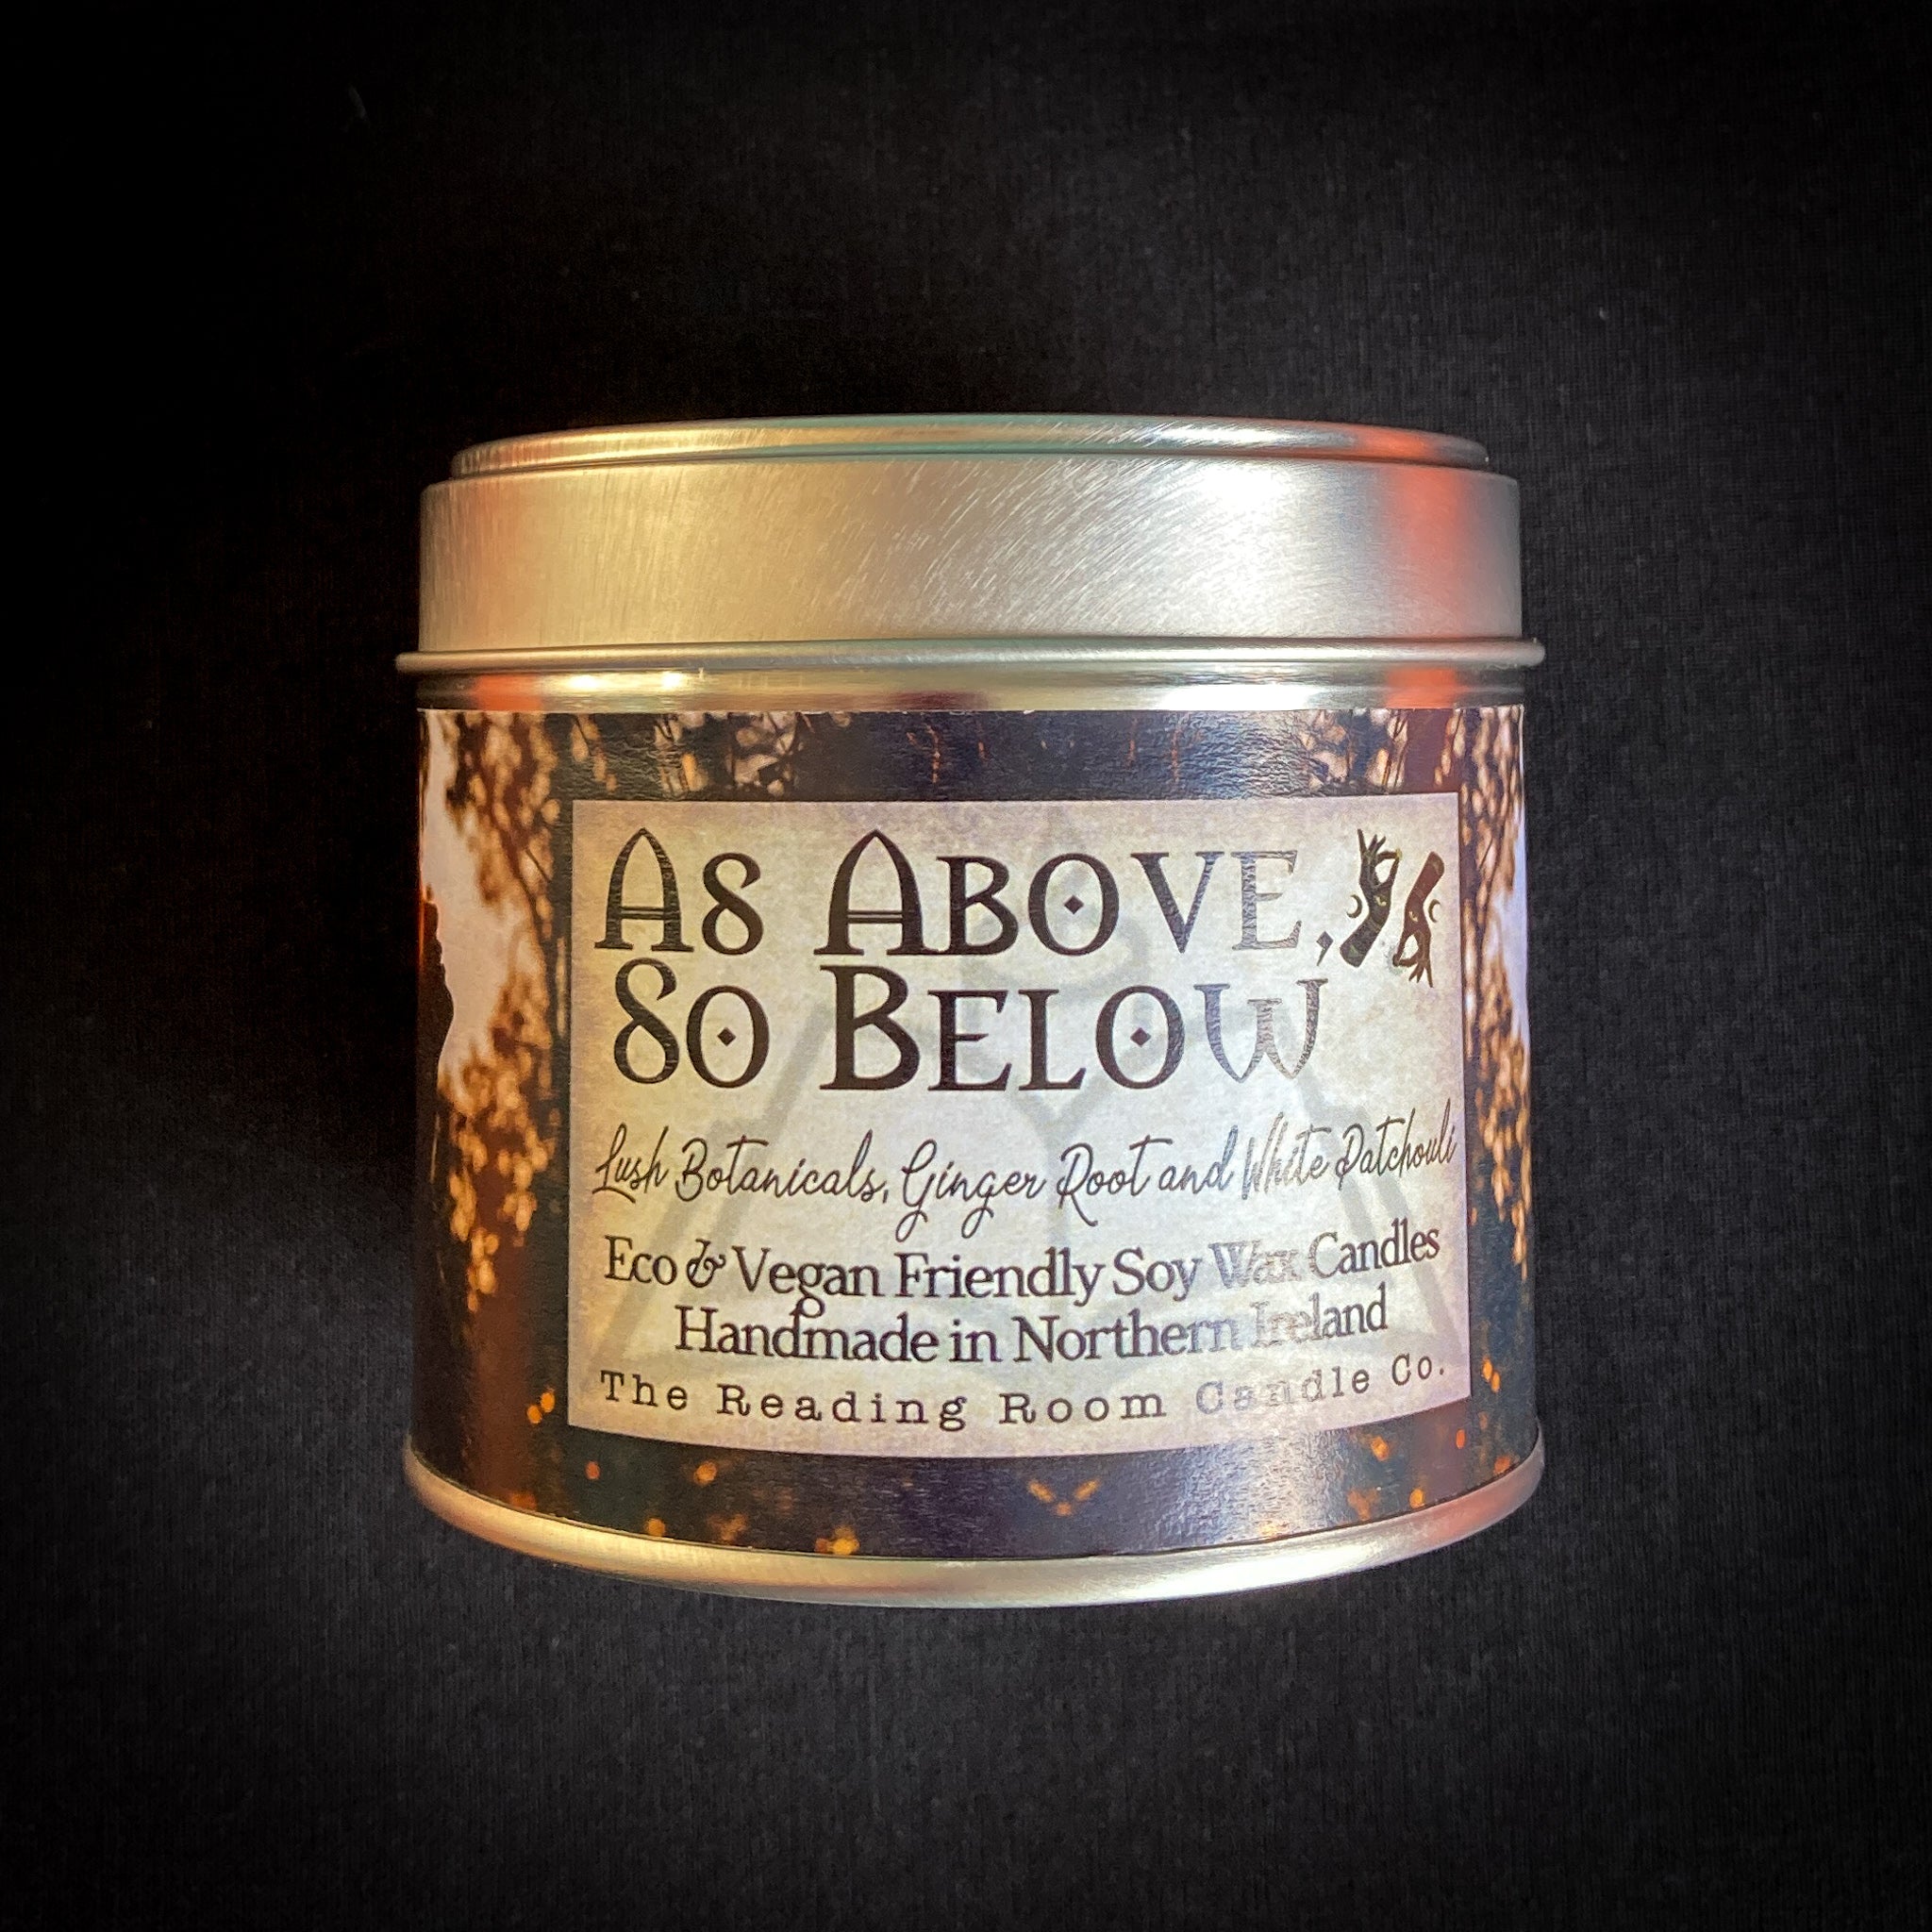 As Above,
So Below
Lush Botanicals, Ginger Root and White Patchouli
Eco & Vegan Friendly Soy Wax Candles
Handmade in Northern Ireland
The Reading Room Candle Co.